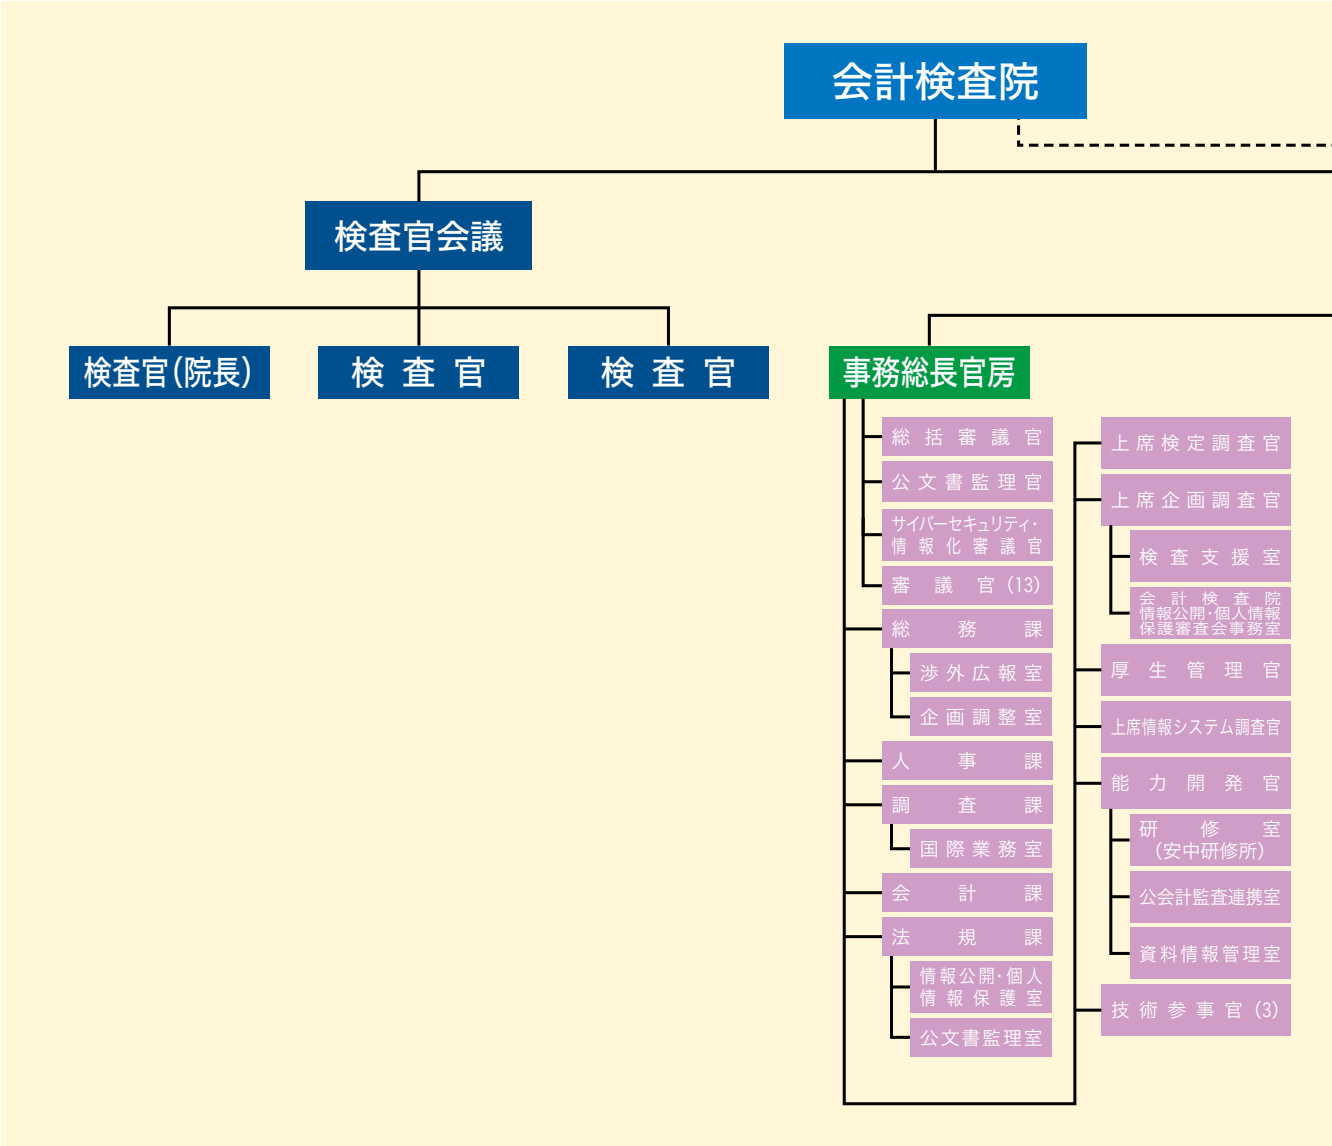 会計検査院
検査官会議
検査官(院長)
検査官
検査官
事務総長官房
総括審議官
公文書監理官
サイバーセキュリティ・
情報化審議官
審議官(13)
総務課
渉外広報室
企画調整室
人事課
調査課
国際業務室
会計課
法規課
情報公開・個人
情報保護室
公文書監理室
上席検定調査官
上席企画調査官
検査支援室
会計検査院
情報公開・個人情報
保護審査会事務室
厚生管理官
上席情報システム調査官
能力開発官
研修室
(安中研修所)
公会計監査連携室
資料情報管理室
技術参事官(3)